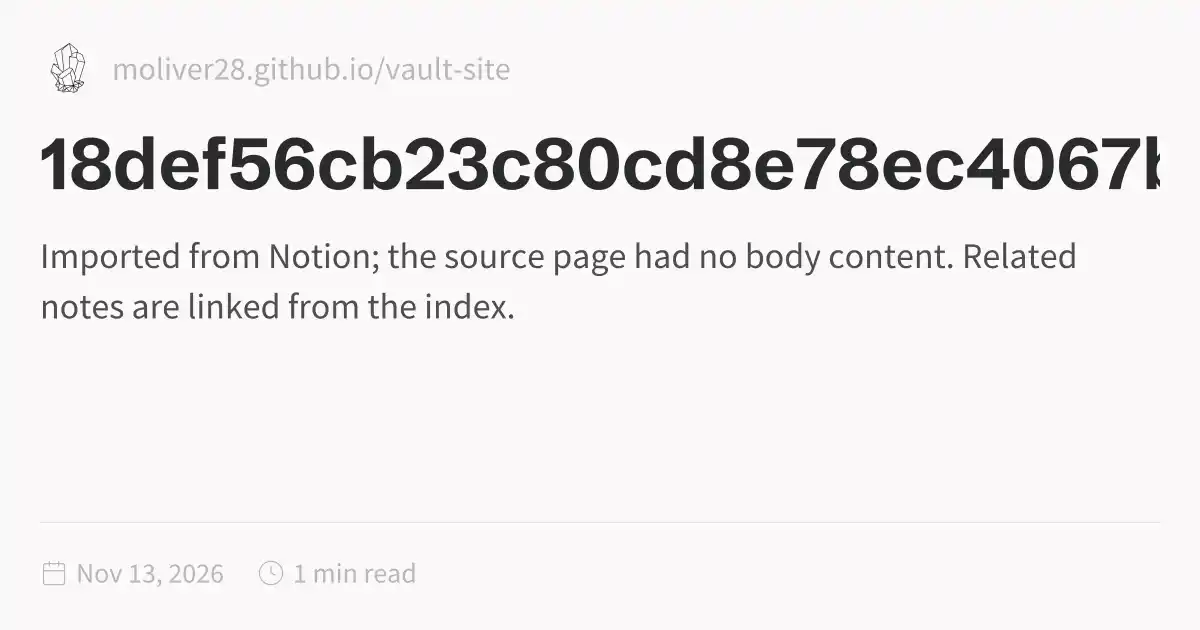 moliver28.github.io/vault-site
18def56cb23c80cd8e78ec4067
Imported from Notion; the source page had no body content. Related
notes are linked from the index.
Nov 13, 2026 1 min read